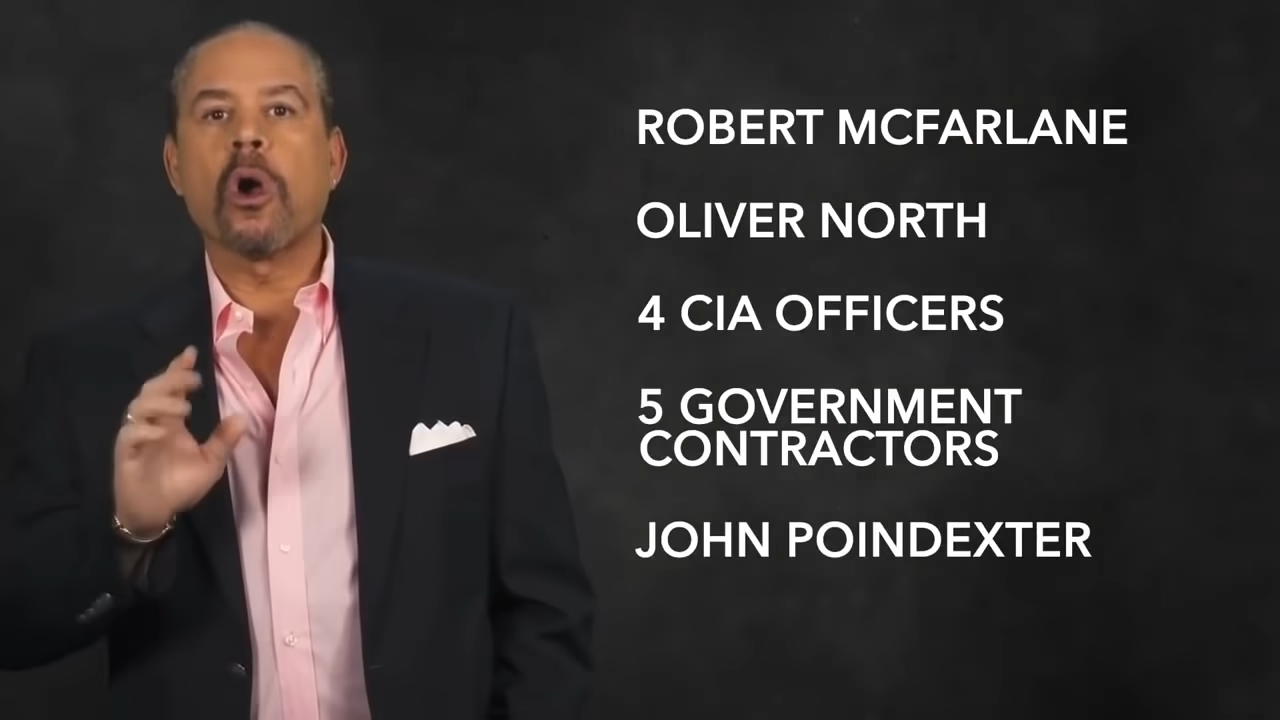 ROBERT MCFARLANE
OLIVER NORTH
4 CIA OFFICERS
5 GOVERNMENT
CONTRACTORS
JOHN POINDEXTER